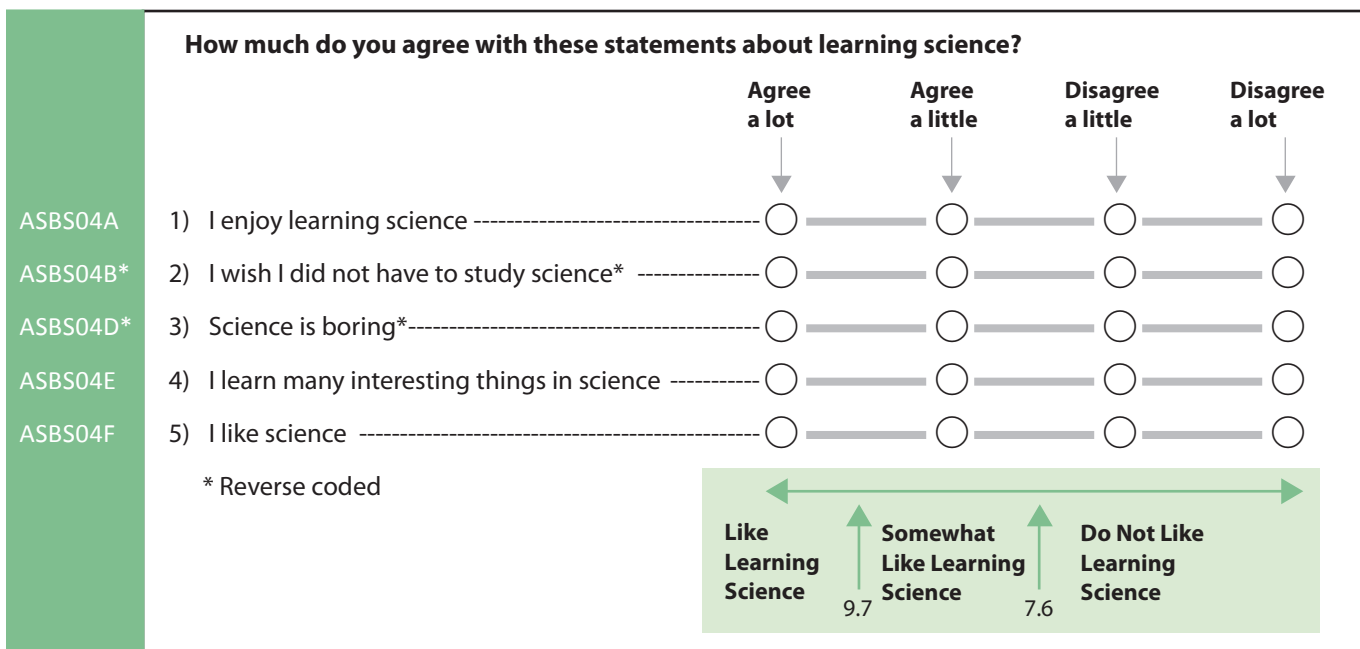 How much do you agree with these statements about learning science?
Agree a lot
Agree a little
Disagree a little
Disagree a lot
ASBS04A 1) I enjoy learning science
ASBS04B* 2) I wish I did not have to study science*
ASBS04D* 3) Science is boring*
ASBS04E 4) I learn many interesting things in science
ASBS04F 5) I like science
* Reverse coded
Like Learning Science
9.7
Somewhat Like Learning Science
7.6
Do Not Like Learning Science